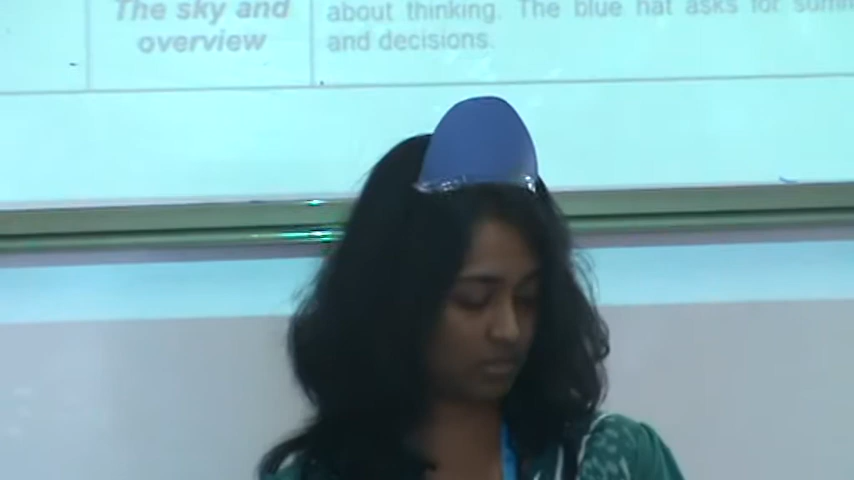 The sky and
overview
about thinking. The blue hat asks for
and decisions.